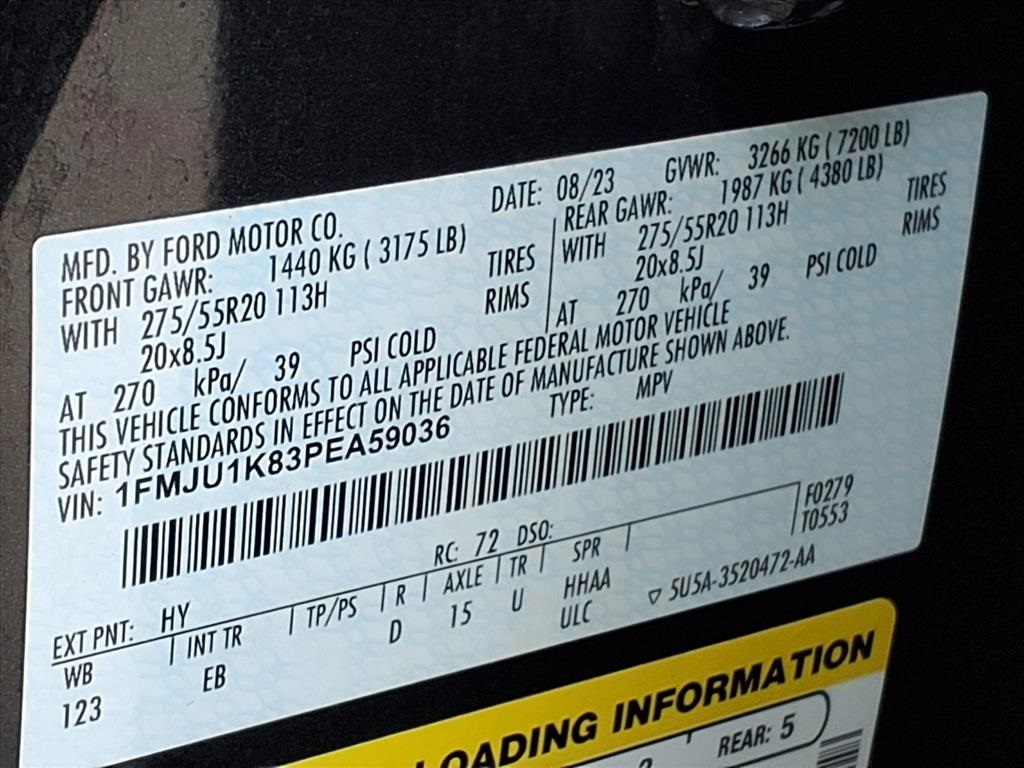 MFD. BY FORD MOTOR CO. DATE: 08/23 GVWR: 3266 KG ( 7200 LB)
FRONT GAWR: 1440 KG ( 3175 LB)
WITH 275/55R20 113H TIRES
20x8.5J RIMS
AT 270 kPa/ 39 PSI COLD
REAR GAWR: 1987 KG ( 4380 LB)
WITH 275/55R20 113H TIRES
20x8.5J RIMS
AT 270 kPa/ 39 PSI COLD
THIS VEHICLE CONFORMS TO ALL APPLICABLE FEDERAL MOTOR VEHICLE
SAFETY STANDARDS IN EFFECT ON THE DATE OF MANUFACTURE SHOWN ABOVE.
VIN: 1FMJU1K83PEA59036 TYPE: MPV
F0279
T0553
EXT PNT: HY RC: 72 DSO:
WB INT TR TP/PS R AXLE TR SPR
123 EB D 15 U HHAA
ULC
5U5A-3520472-AA
LOADING INFORMATION
REAR: 5